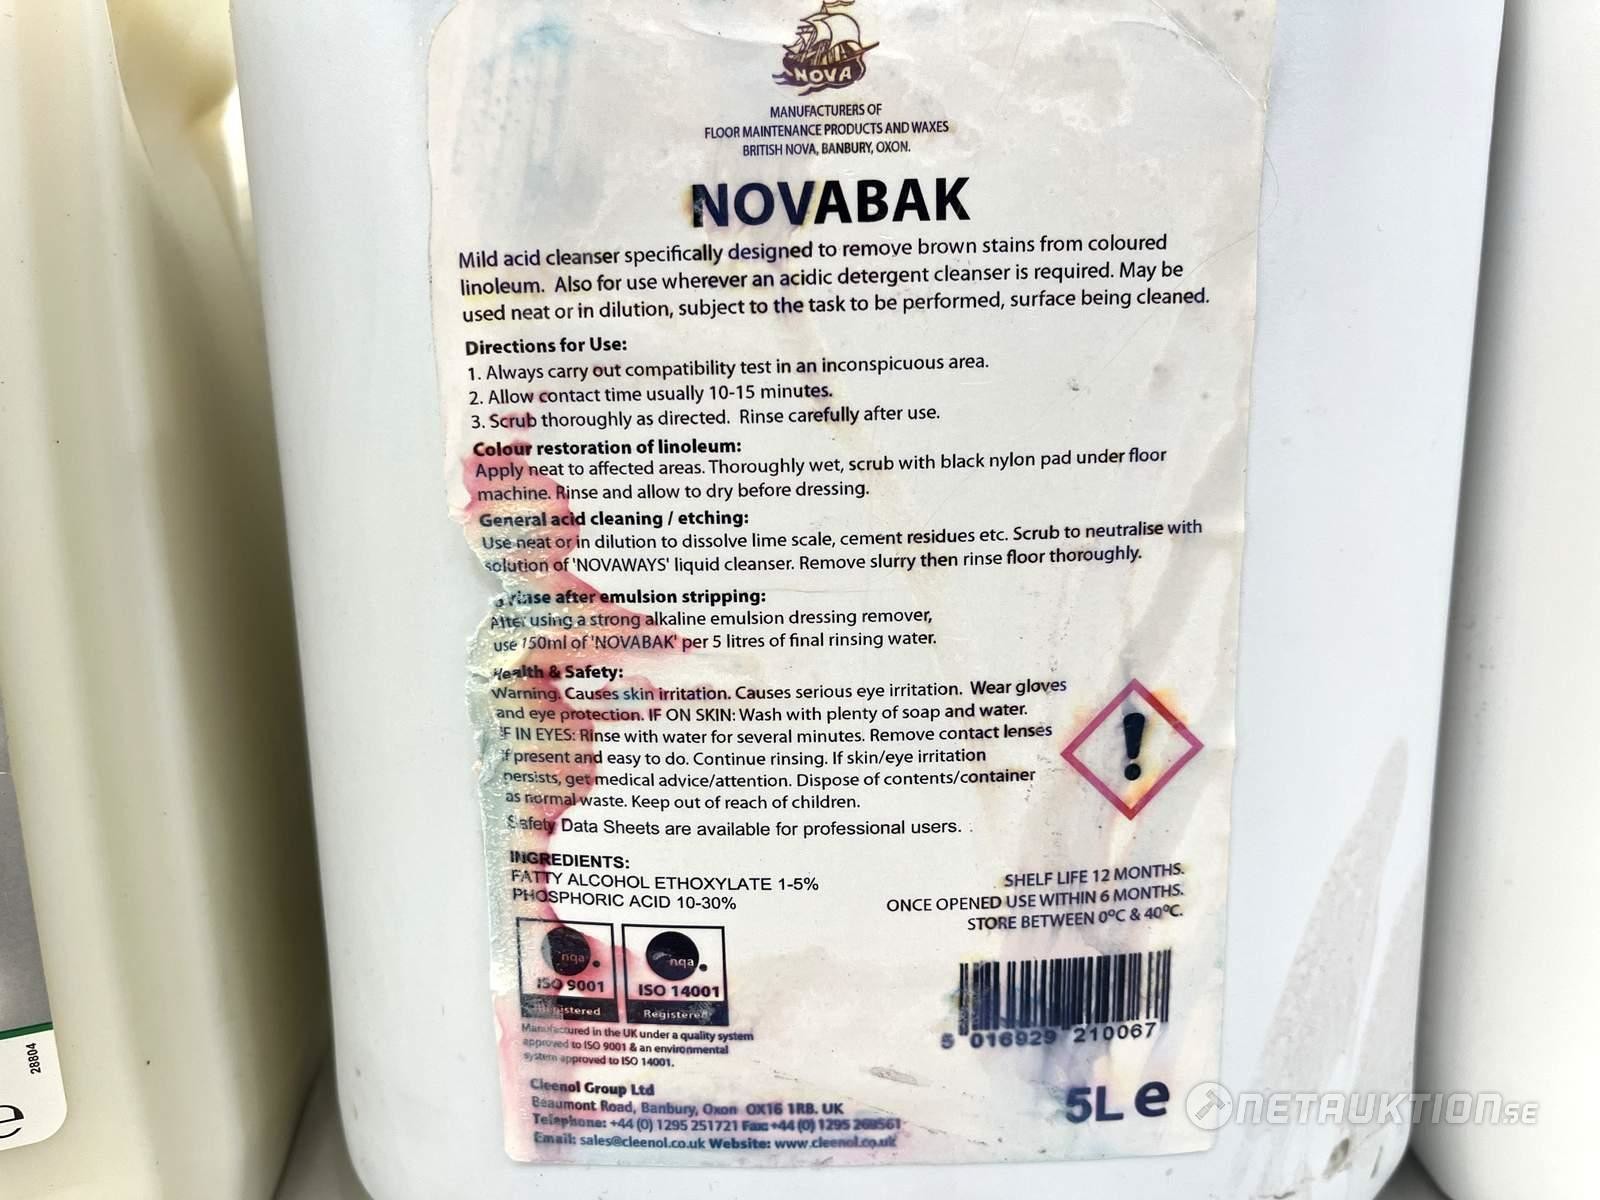 NOVA
MANUFACTURERS OF
FLOOR MAINTENANCE PRODUCTS AND WAXES
BRITISH NOVA, BANBURY, OXON.
NOVABAK
Mild acid cleanser specifically designed to remove brown stains from coloured
linoleum. Also for use wherever an acidic detergent cleanser is required. May be
used neat or in dilution, subject to the task to be performed, surface being cleaned.
Directions for Use:
1. Always carry out compatibility test in an inconspicuous area.
2. Allow contact time usually 10-15 minutes.
3. Scrub thoroughly as directed. Rinse carefully after use.
Colour restoration of linoleum:
Apply neat to affected areas. Thoroughly wet, scrub with black nylon pad under floor
machine. Rinse and allow to dry before dressing.
General acid cleaning / etching:
Use neat or in dilution to dissolve lime scale, cement residues etc. Scrub to neutralise with
solution of 'NOVAWAYS' liquid cleanser. Remove slurry then rinse floor thoroughly.
rinse after emulsion stripping:
After using a strong alkaline emulsion dressing remover,
use 150ml of 'NOVABAK' per 5 litres of final rinsing water.
Health & Safety:
Warning. Causes skin irritation. Causes serious eye irritation. Wear gloves
and eye protection. IF ON SKIN: Wash with plenty of soap and water.
IF IN EYES: Rinse with water for several minutes. Remove contact lenses
if present and easy to do. Continue rinsing. If skin/eye irritation
persists, get medical advice/attention. Dispose of contents/container
as normal waste. Keep out of reach of children.
Safety Data Sheets are available for professional users.
INGREDIENTS:
FATTY ALCOHOL ETHOXYLATE 1-5%
PHOSPHORIC ACID 10-30%
SHELF LIFE 12 MONTHS.
ONCE OPENED USE WITHIN 6 MONTHS.
STORE BETWEEN 0ºC & 40ºC.
nqa. nqa.
ISO 9001 ISO 14001
Registered Registered
Manufactured in the UK under a quality system
approved to ISO 9001 & an environmental
system approved to ISO 14001.
5 016929 210067
Cleenol Group Ltd
Beaumont Road, Banbury, Oxon OX16 1RB. UK
Telephone: +44 (0) 1295 251721 Fax: +44 (0) 1295 269561
Email: sales@cleenol.co.uk Website: www.cleenol.co.uk
5L e
28804
e
NETAUKTION.SE